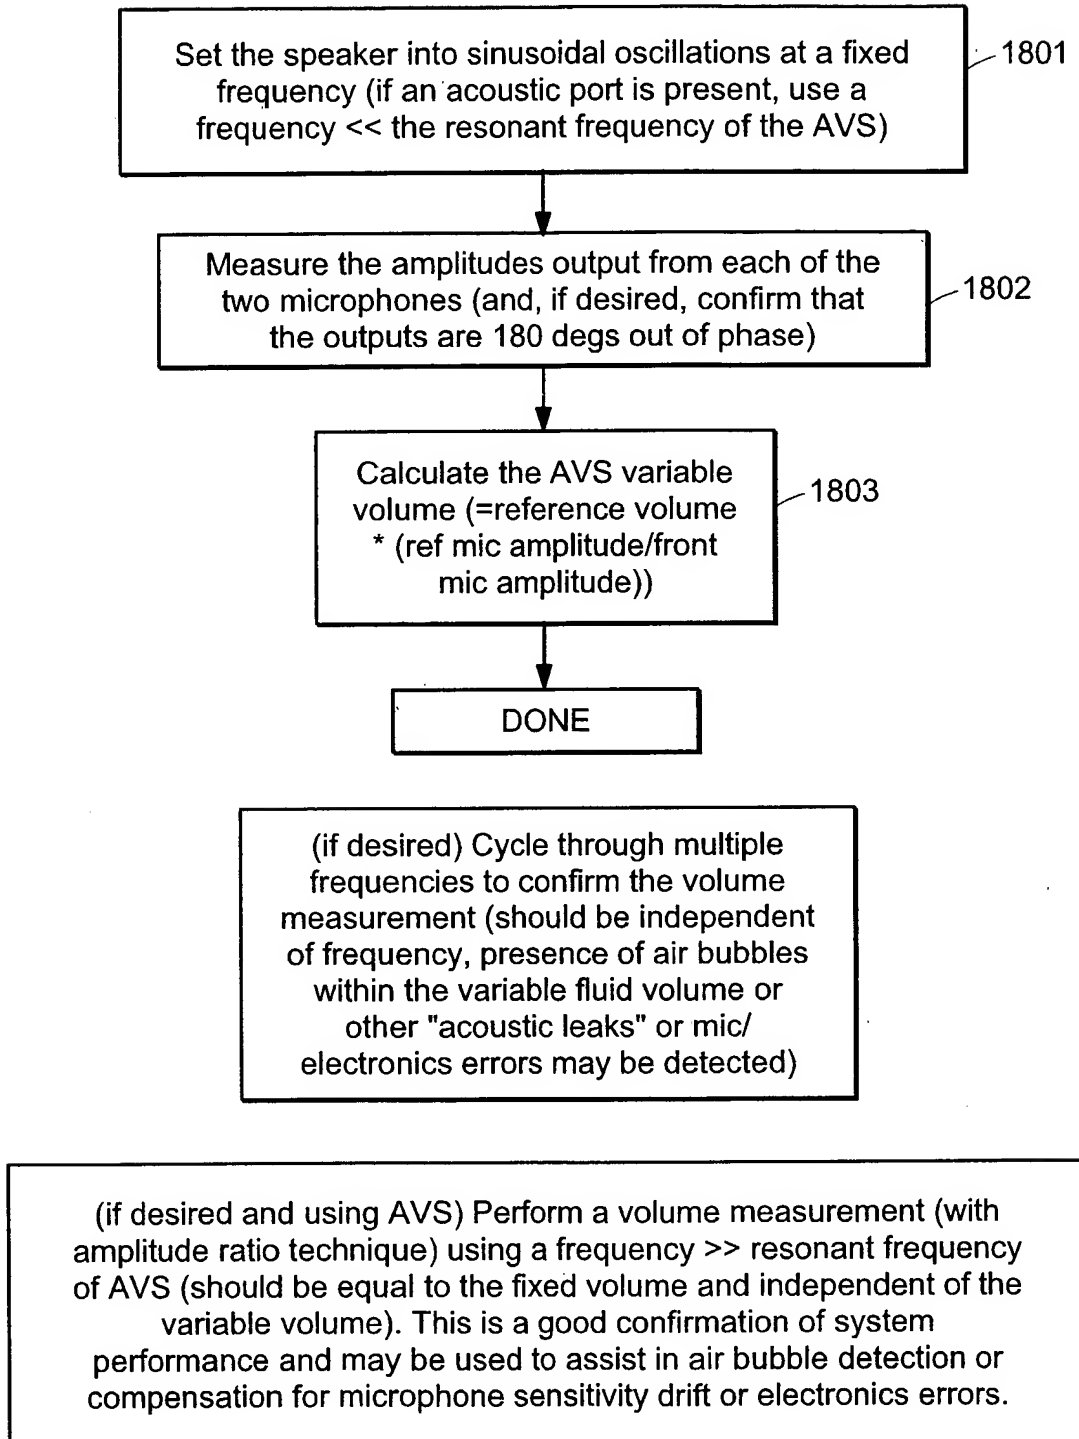 Set the speaker into sinusoidal oscillations at a fixed
frequency (if an acoustic port is present, use a
frequency << the resonant frequency of the AVS)
1801
Measure the amplitudes output from each of the
two microphones (and, if desired, confirm that
the outputs are 180 degs out of phase)
1802
Calculate the AVS variable
volume (=reference volume
* (ref mic amplitude/front
mic amplitude))
1803
DONE
(if desired) Cycle through multiple
frequencies to confirm the volume
measurement (should be independent
of frequency, presence of air bubbles
within the variable fluid volume or
other "acoustic leaks" or mic/
electronics errors may be detected)
(if desired and using AVS) Perform a volume measurement (with
amplitude ratio technique) using a frequency >> resonant frequency
of AVS (should be equal to the fixed volume and independent of the
variable volume). This is a good confirmation of system
performance and may be used to assist in air bubble detection or
compensation for microphone sensitivity drift or electronics errors.